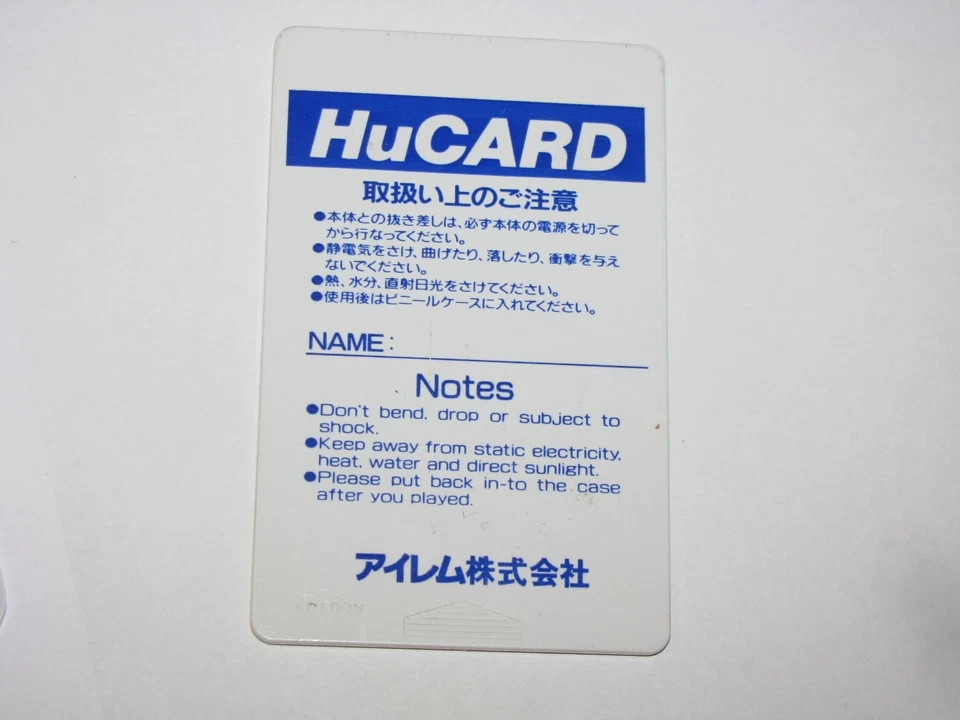 HuCARD
取扱い上のご注意
●本体との抜き差しは、必ず本体の電源を切って
から行なってください。
●静電気をさけ、曲げたり、落したり、衝撃を与え
ないでください。
●熱、水分、直射日光をさけてください。
●使用後はビニールケースに入れてください。
NAME:
Notes
●Don't bend, drop or subject to
shock.
●Keep away from static electricity,
heat, water and direct sunlight.
●Please put back in-to the case
after you played.
アイレム株式会社